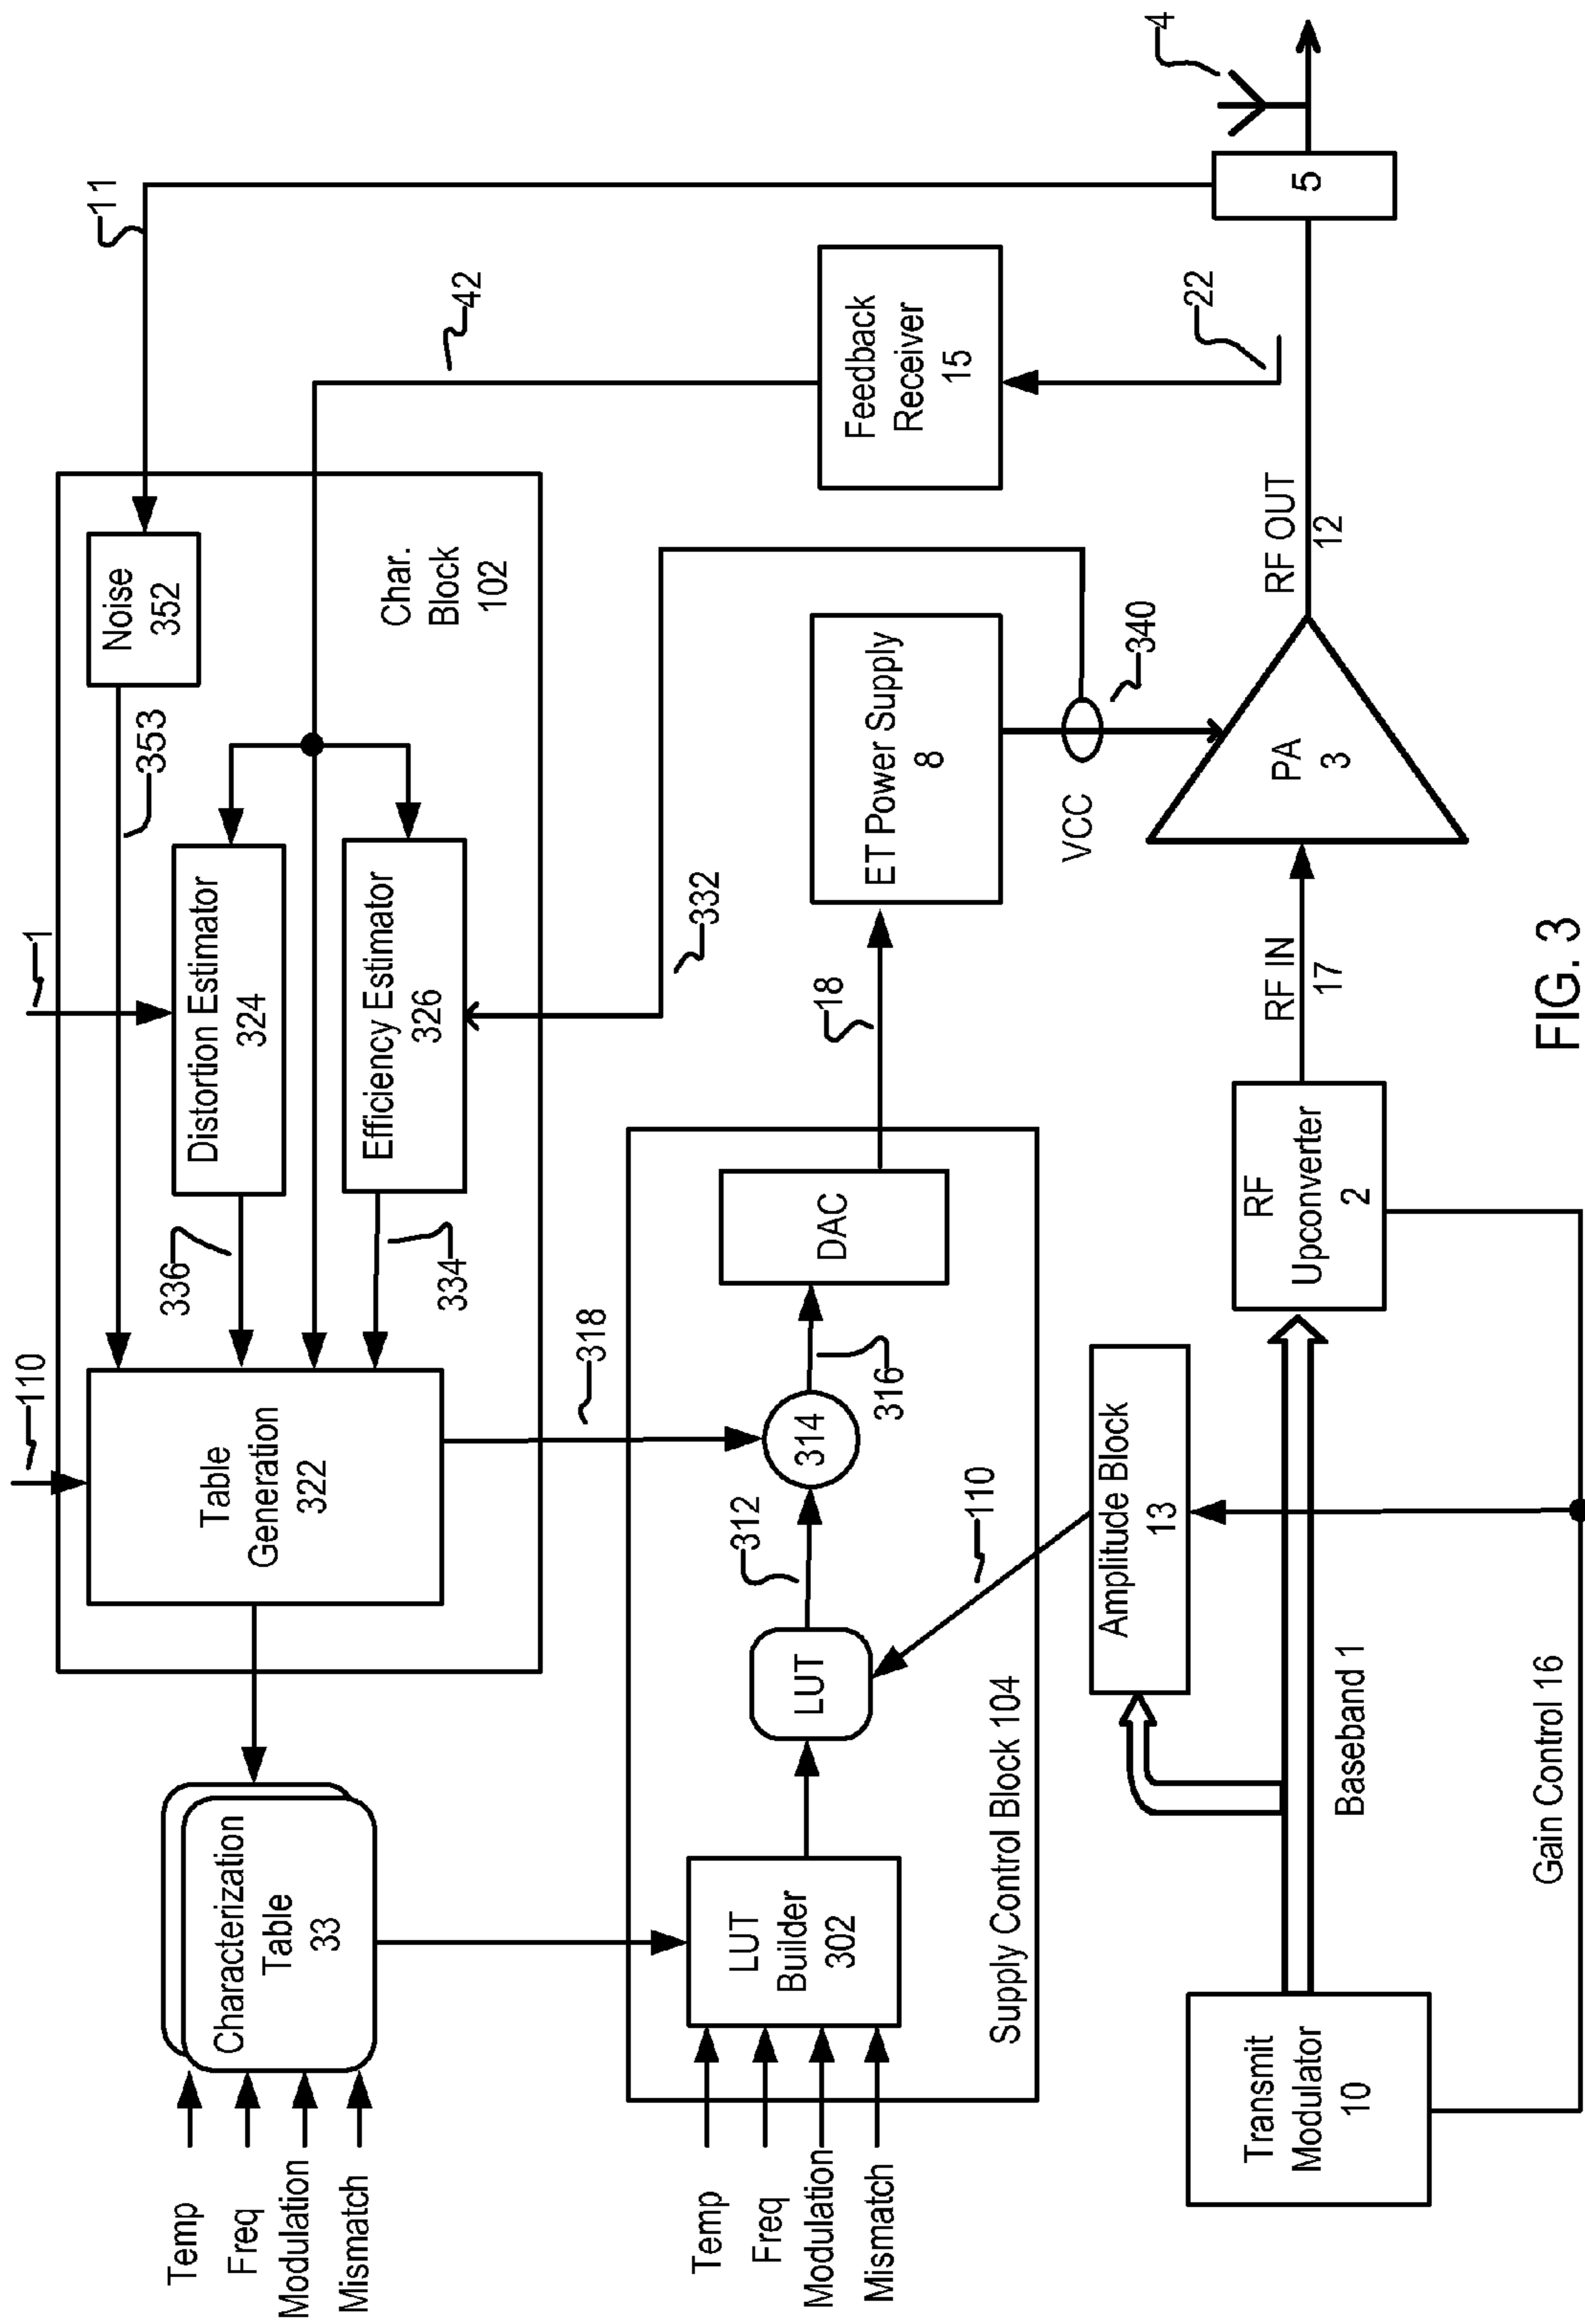 Temp
Freq
Modulation
Mismatch
Characterization
Table
33
110
Table
Generation
322
1
336
Distortion Estimator
324
334
Efficiency Estimator
326
353
Noise
352
Char.
Block
102
11
42
318
332
Temp
Freq
Modulation
Mismatch
LUT
Builder
302
LUT
312
314
316
DAC
18
ET Power Supply
8
Feedback
Receiver
15
Supply Control Block 104
110
VCC
340
22
4
5
Amplitude Block
13
Transmit
Modulator
10
Baseband 1
RF
Upconverter
2
RF IN
17
PA
3
RF OUT
12
Gain Control 16
FIG. 3